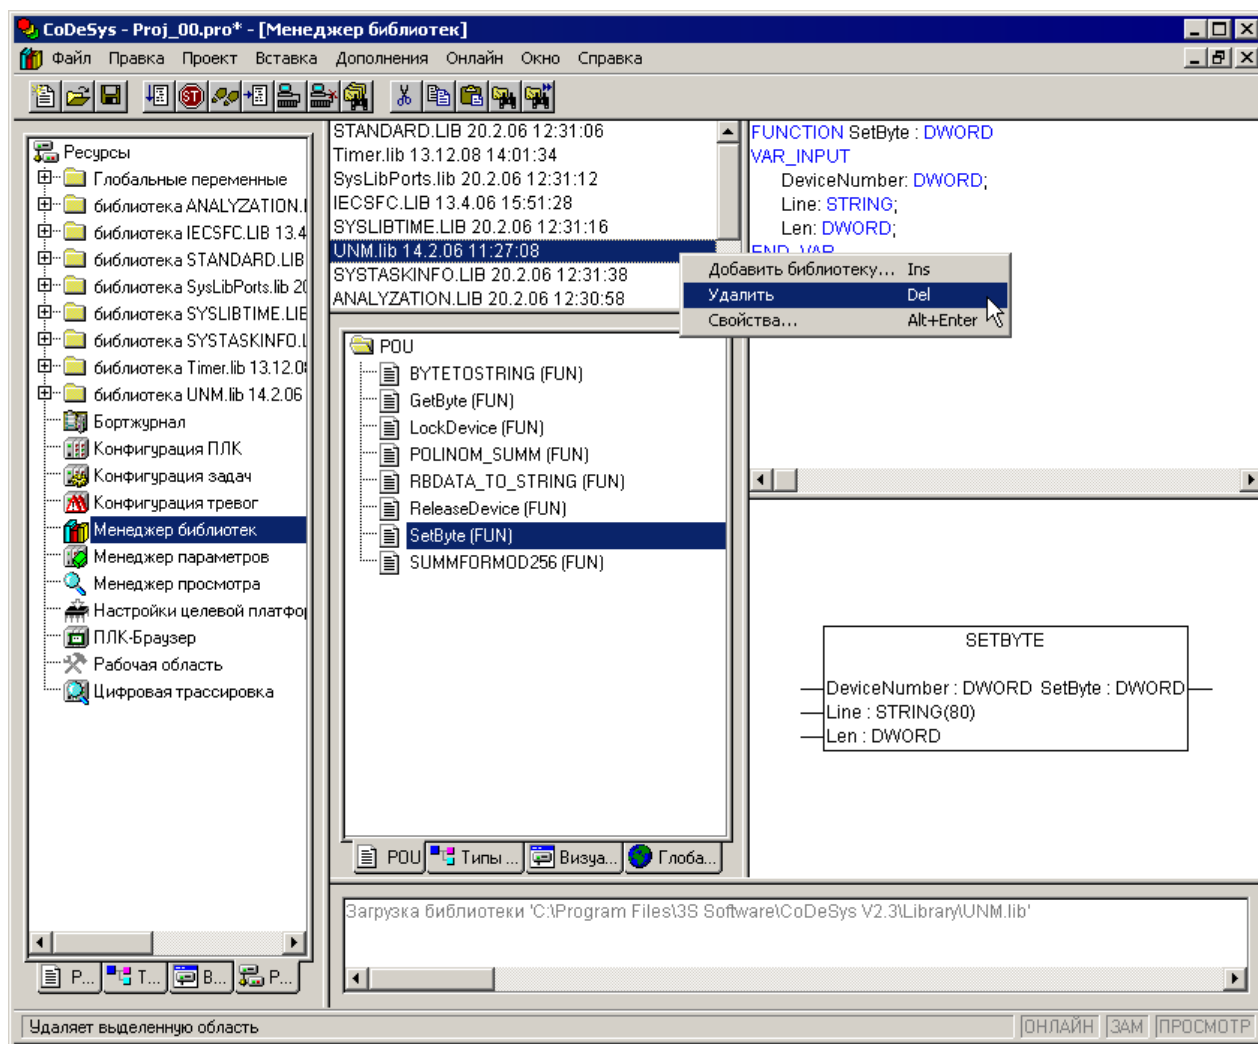 CoDeSys - Proj_00.pro* - [Менеджер библиотек]
Файл Правка Проект Вставка Дополнения Онлайн Окно Справка
Ресурсы
Глобальные переменные
библиотека ANALYZATION.l
библиотека IECSFC.LIB 13.4
библиотека STANDARD.LIB
библиотека SysLibPorts.lib 20
библиотека SYSLIBTIME.LIB
библиотека SYSTASKINFO.L
библиотека Timer.lib 13.12.08
библиотека UNM.lib 14.2.06
Бортжурнал
Конфигурация ПЛК
Конфигурация задач
Конфигурация тревог
Менеджер библиотек
Менеджер параметров
Менеджер просмотра
Настройки целевой платфор
ПЛК-Браузер
Рабочая область
Цифровая трассировка
Р... Т... В... Р...
STANDARD.LIB 20.2.06 12:31:06
Timer.lib 13.12.08 14:01:34
SysLibPorts.lib 20.2.06 12:31:12
IECSFC.LIB 13.4.06 15:51:28
SYSLIBTIME.LIB 20.2.06 12:31:16
UNM.lib 14.2.06 11:27:08
SYSTASKINFO.LIB 20.2.06 12:31:38
ANALYZATION.LIB 20.2.06 12:30:58
POU
BYTETOSTRING (FUN)
GetByte (FUN)
LockDevice (FUN)
POLINOM_SUMM (FUN)
RBDATA_TO_STRING (FUN)
ReleaseDevice (FUN)
SetByte (FUN)
SUMMFORMOD256 (FUN)
POU Типы ... Визуа... Глоба...
FUNCTION SetByte : DWORD
VAR_INPUT
DeviceNumber: DWORD;
Line: STRING;
Len: DWORD;
END_VAR
Добавить библиотеку... Ins
Удалить Del
Свойства... Alt+Enter
SETBYTE
DeviceNumber : DWORD SetByte : DWORD
Line : STRING(80)
Len : DWORD
Загрузка библиотеки 'C:\Program Files\3S Software\CoDeSys V2.3\Library\UNM.lib'
Удаляет выделенную область
ОНЛАЙН ЗАМ ПРОСМОТР